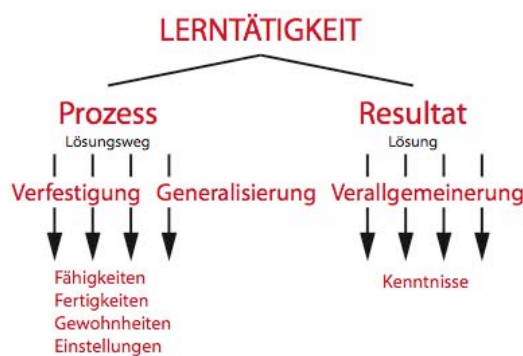 LERNTÄTIGKEIT
Prozess
Resultat
Lösungsweg
Lösung
Verfestigung
Generalisierung
Verallgemeinerung
Fähigkeiten
Fertigkeiten
Gewohnheiten
Einstellungen
Kenntnisse